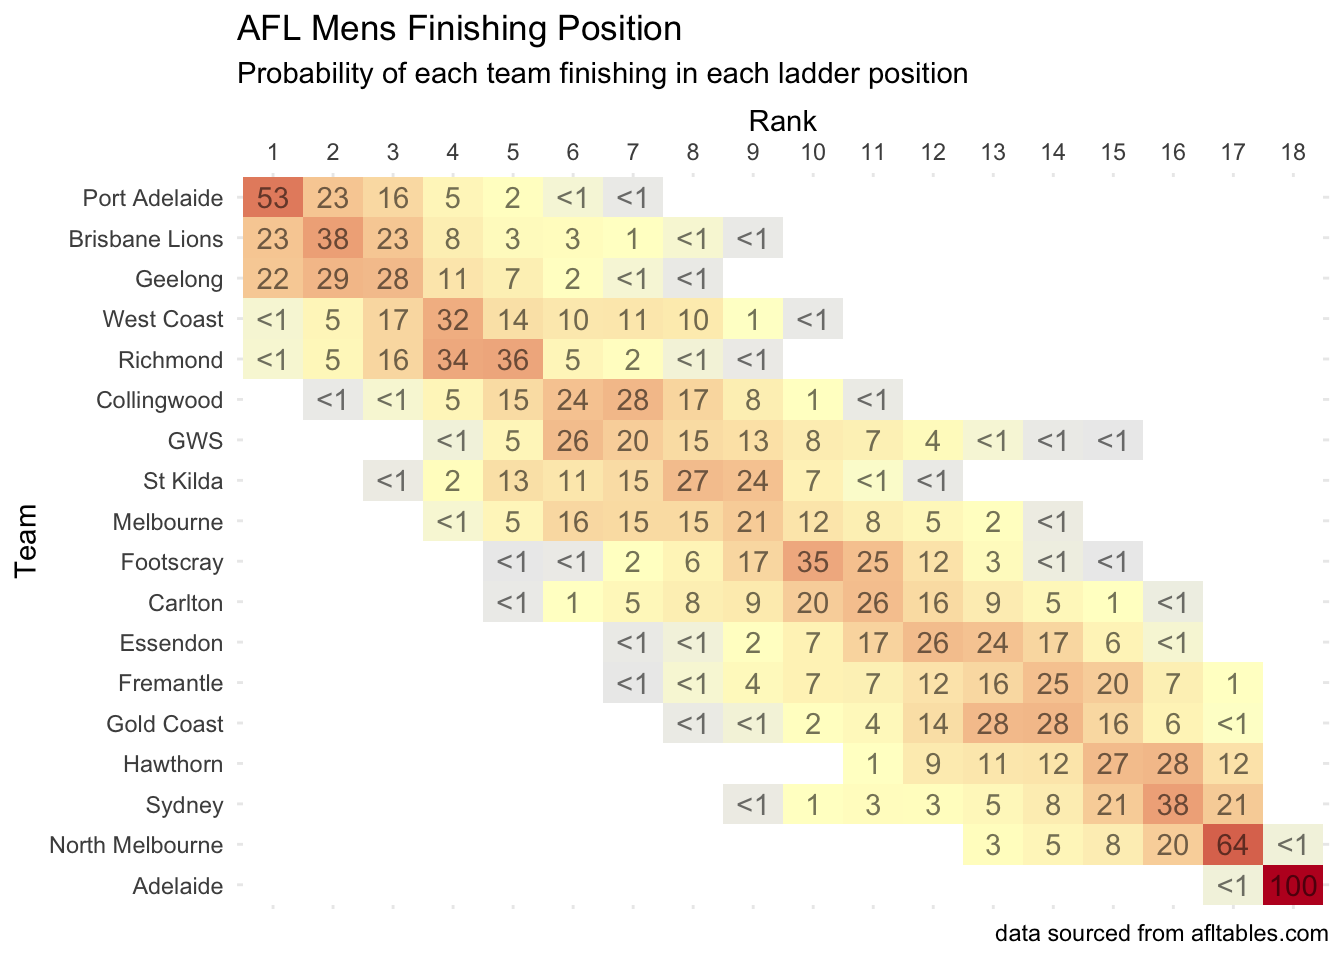 AFL Mens Finishing Position
Probability of each team finishing in each ladder position
Rank
1 2 3 4 5 6 7 8 9 10 11 12 13 14 15 16 17 18
Team
Port Adelaide 53 23 16 5 2 <1 <1
Brisbane Lions 23 38 23 8 3 3 1 <1 <1
Geelong 22 29 28 11 7 2 <1 <1
West Coast <1 5 17 32 14 10 11 10 1 <1
Richmond <1 5 16 34 36 5 2 <1 <1
Collingwood <1 <1 5 15 24 28 17 8 1 <1
GWS <1 5 26 20 15 13 8 7 4 <1 <1 <1
St Kilda <1 2 13 11 15 27 24 7 <1 <1
Melbourne <1 5 16 15 15 21 12 8 5 2 <1
Footscray <1 <1 2 6 17 35 25 12 3 <1 <1
Carlton <1 1 5 8 9 20 26 16 9 5 1 <1
Essendon <1 <1 2 7 17 26 24 17 6 <1
Fremantle <1 <1 4 7 7 12 16 25 20 7 1
Gold Coast <1 <1 2 4 14 28 28 16 6 <1
Hawthorn 1 9 11 12 27 28 12
Sydney <1 1 3 3 5 8 21 38 21
North Melbourne 3 5 8 20 64 <1
Adelaide <1 100
data sourced from afltables.com